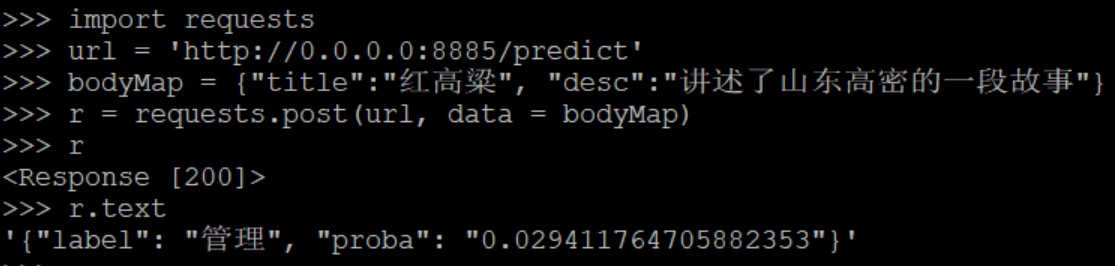 >>> import requests
>>> url = 'http://0.0.0.0:8885/predict'
>>> bodyMap = {"title":"红高粱", "desc":"讲述了山东高密的一段故事"}
>>> r = requests.post(url, data = bodyMap)
>>> r
<Response [200]>
>>> r.text
'{"label": "管理", "proba": "0.029411764705882353"}'